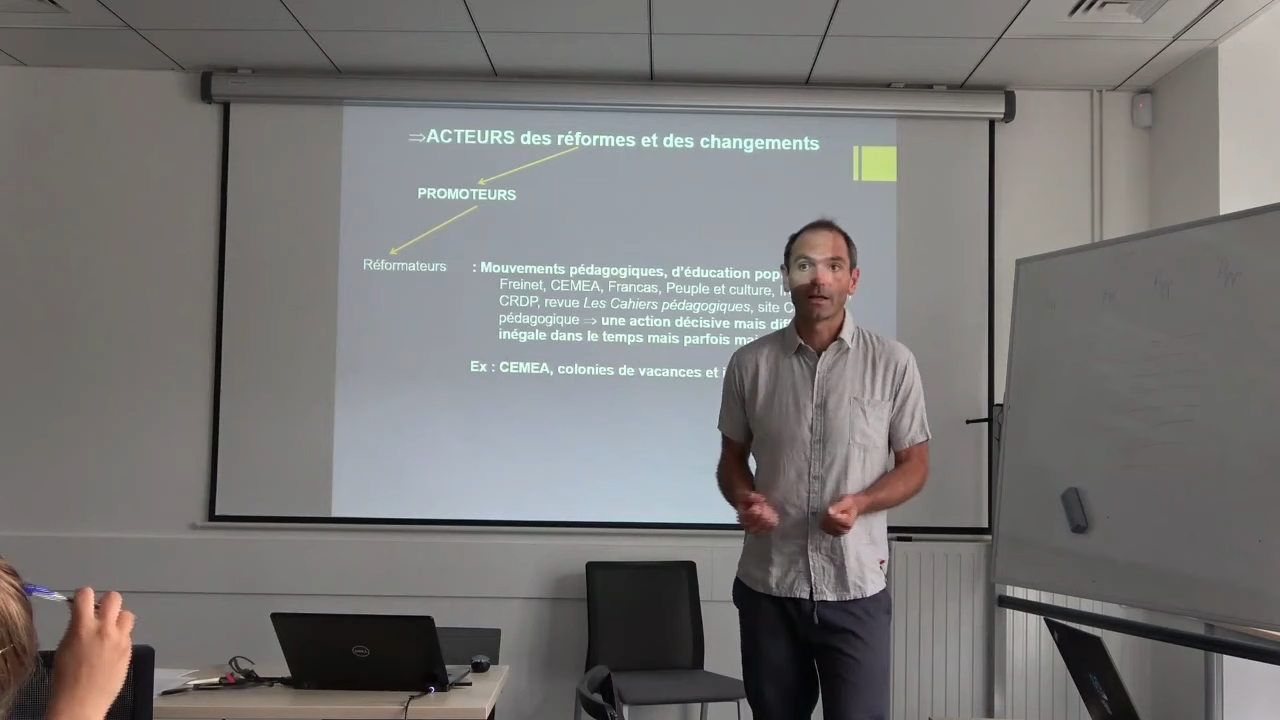 ⇒ACTEURS des réformes et des changements
PROMOTEURS
Réformateurs : Mouvements pédagogiques, d'éducation pop
Freinet, CEMEA, Francas, Peuple et culture,
CRDP, revue Les Cahiers pédagogiques, site
pédagogique ⇒ une action décisive mais
inégale dans le temps mais parfois
Ex : CEMEA, colonies de vacances et
DELL